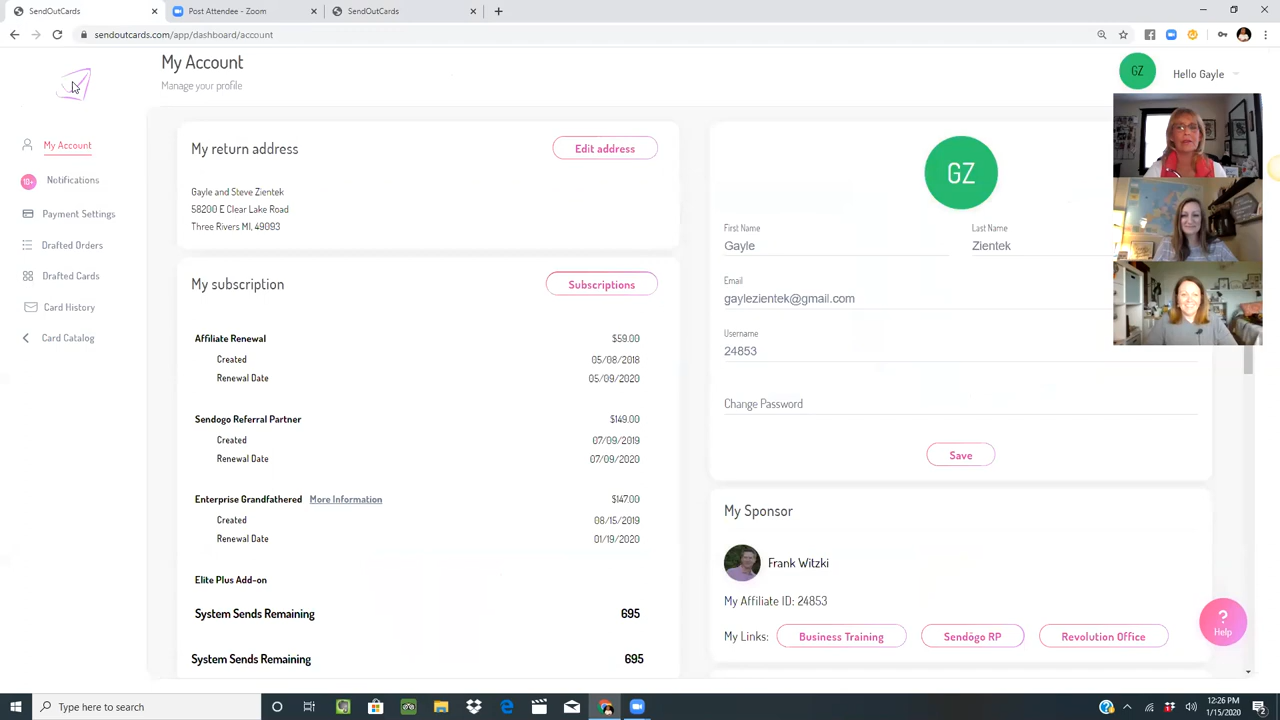 SendOutCards
Post Attendee - Zoom
SendOutCards
sendoutcards.com/app/dashboard/account
My Account
Manage your profile
GZ
Hello Gayle
My Account
10+
Notifications
Payment Settings
Drafted Orders
Drafted Cards
Card History
Card Catalog
My return address
Edit address
Gayle and Steve Zientek
58200 E Clear Lake Road
Three Rivers MI, 49093
My subscription
Subscriptions
Affiliate Renewal $59.00
Created 05/08/2018
Renewal Date 05/09/2020
Sendogo Referral Partner $149.00
Created 07/09/2019
Renewal Date 07/09/2020
Enterprise Grandfathered More Information $147.00
Created 08/15/2019
Renewal Date 01/19/2020
Elite Plus Add-on
System Sends Remaining 695
System Sends Remaining 695
GZ
First Name
Last Name
Gayle
Zientek
Email
gaylezientek@gmail.com
Username
24853
Change Password
Save
My Sponsor
Frank Witzki
My Affiliate ID: 24853
My Links:
Business Training
Sendogo RP
Revolution Office
?
Help
Type here to search
12:26 PM
1/15/2020
2